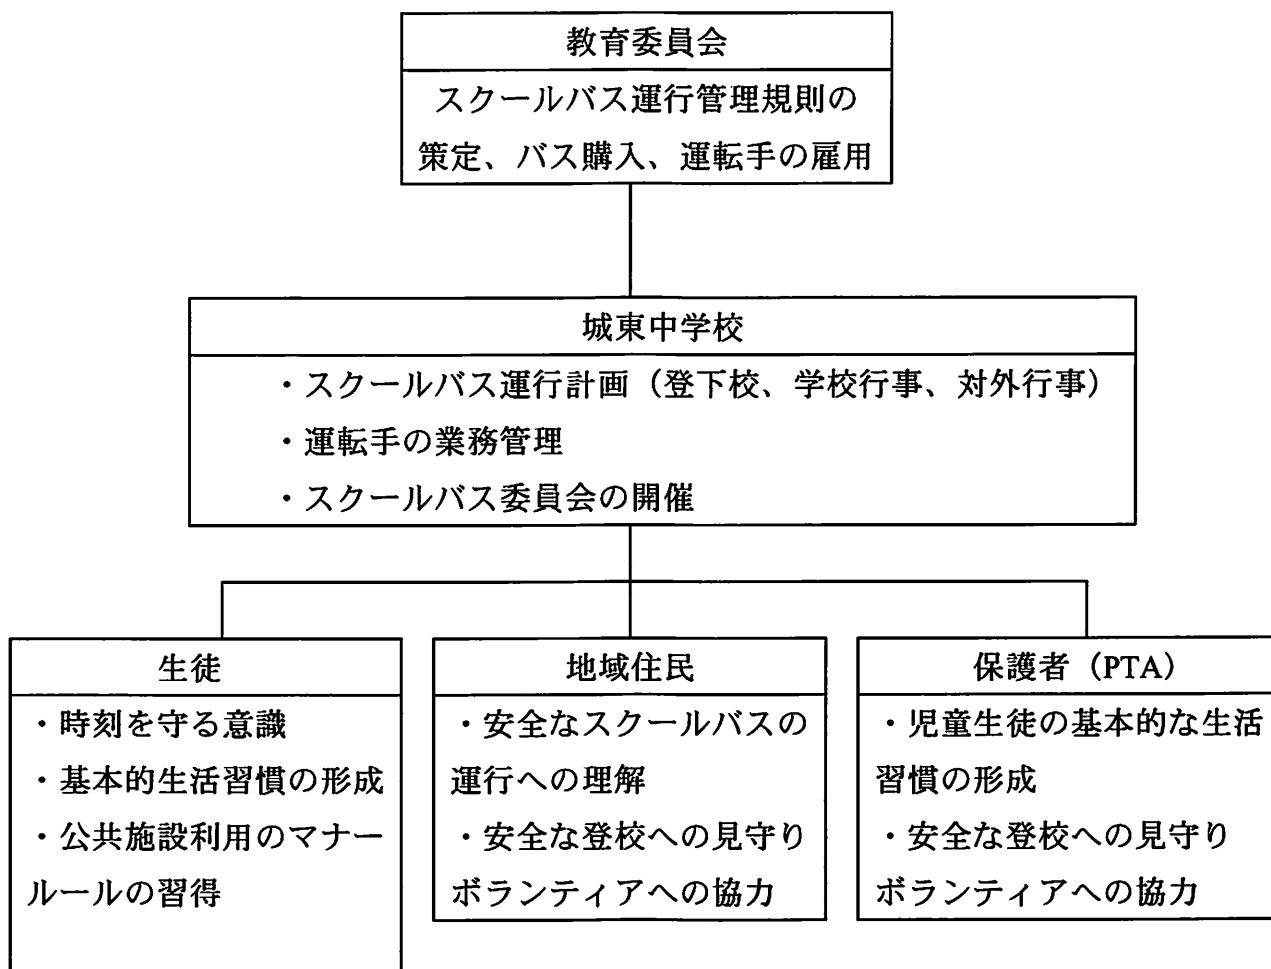 教育委員会
スクールバス運行管理規則の
策定、バス購入、運転手の雇用
城東中学校
・スクールバス運行計画（登下校、学校行事、対外行事）
・運転手の業務管理
・スクールバス委員会の開催
生徒
・時刻を守る意識
・基本的生活習慣の形成
・公共施設利用のマナー
ルールの習得
地域住民
・安全なスクールバスの
運行への理解
・安全な登校への見守り
ボランティアへの協力
保護者（PTA）
・児童生徒の基本的な生活
習慣の形成
・安全な登校への見守り
ボランティアへの協力